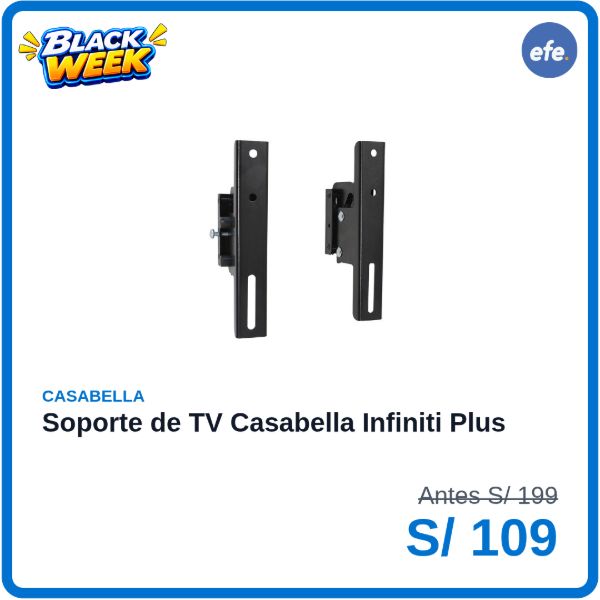 BLACK
WEEK
efe.
CASABELLA
Soporte de TV Casabella Infiniti Plus
Antes S/ 199
S/ 109